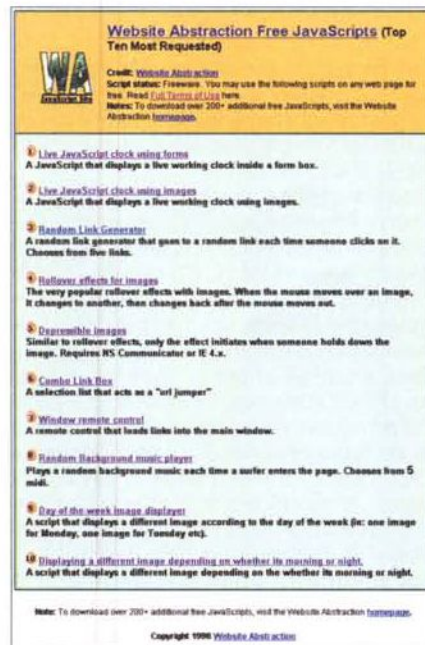 Website Abstraction Free JavaScripts (Top
Ten Most Requested)
WA
JavaScript Site
Credit: Website Abstraction
Script status: Freeware. You may use the following scripts on any web page for
free. Read Full Terms of Use here.
Notes: To download over 200+ additional free JavaScripts, visit the Website
Abstraction homepage.
1 Live JavaScript clock using forms
A JavaScript that displays a live working clock inside a form box.
2 Live JavaScript clock using images
A JavaScript that displays a live working clock using images.
3 Random Link Generator
A random link generator that goes to a random link each time someone clicks on it.
Chooses from five links.
4 Rollover effects for images
The very popular rollover effects with images. When the mouse moves over an image,
it changes to another, then changes back after the mouse moves out.
5 Depressible images
Similar to rollover effects, only the effect initiates when someone holds down the
image. Requires NS Communicator or IE 4.x.
6 Combo Link Box
A selection list that acts as a "url jumper"
7 Window remote control
A remote control that loads links into the main window.
8 Random Background music player
Plays a random background music each time a surfer enters the page. Chooses from 5
midi.
9 Day of the week image displayer
A script that displays a different image according to the day of the week (ie: one image
for Monday, one image for Tuesday etc).
10 Displaying a different image depending on whether its morning or night.
A script that displays a different image depending on the whether its morning or night.
Note: To download over 200+ additional free JavaScripts, visit the Website Abstraction homepage.
Copyright 1998 Website Abstraction